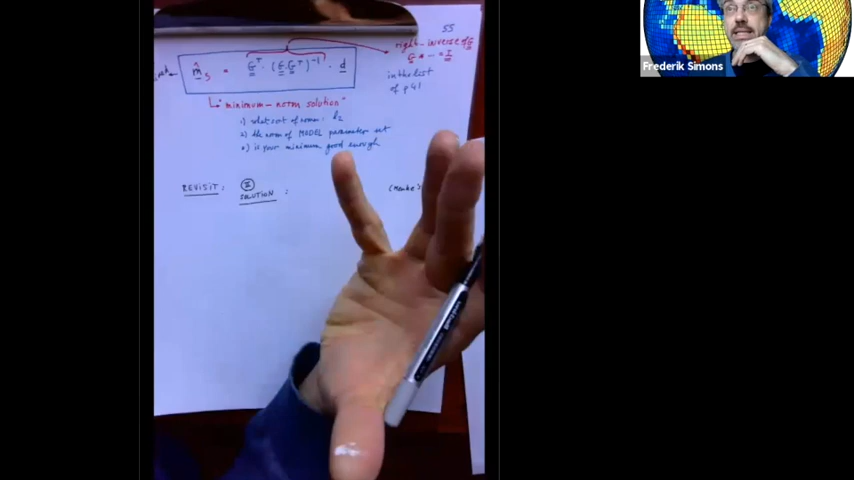 55
right-inverse of G
G * ... = I
m̂s = Gᵀ · (G Gᵀ)⁻¹ · d
in the list
of p 41
"minimum-norm solution"
1) what sort of norm: l2
2) the norm of MODEL parameter set
3) is your minimum good enough
REVISIT: I
SOLUTION :
(Menke's
Frederik Simons